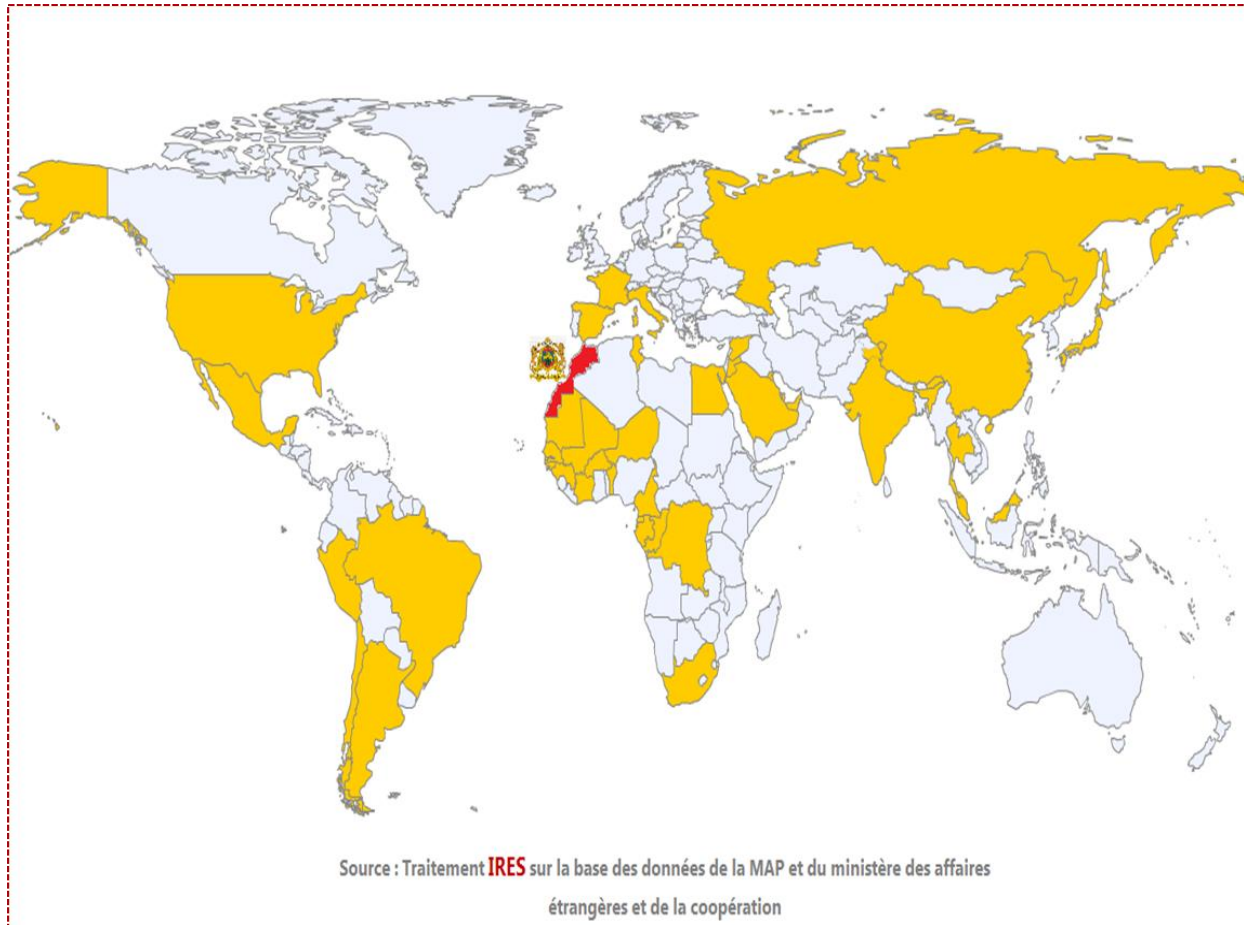 Source : Traitement IRES sur la base des données de la MAP et du ministère des affaires
étrangères et de la coopération